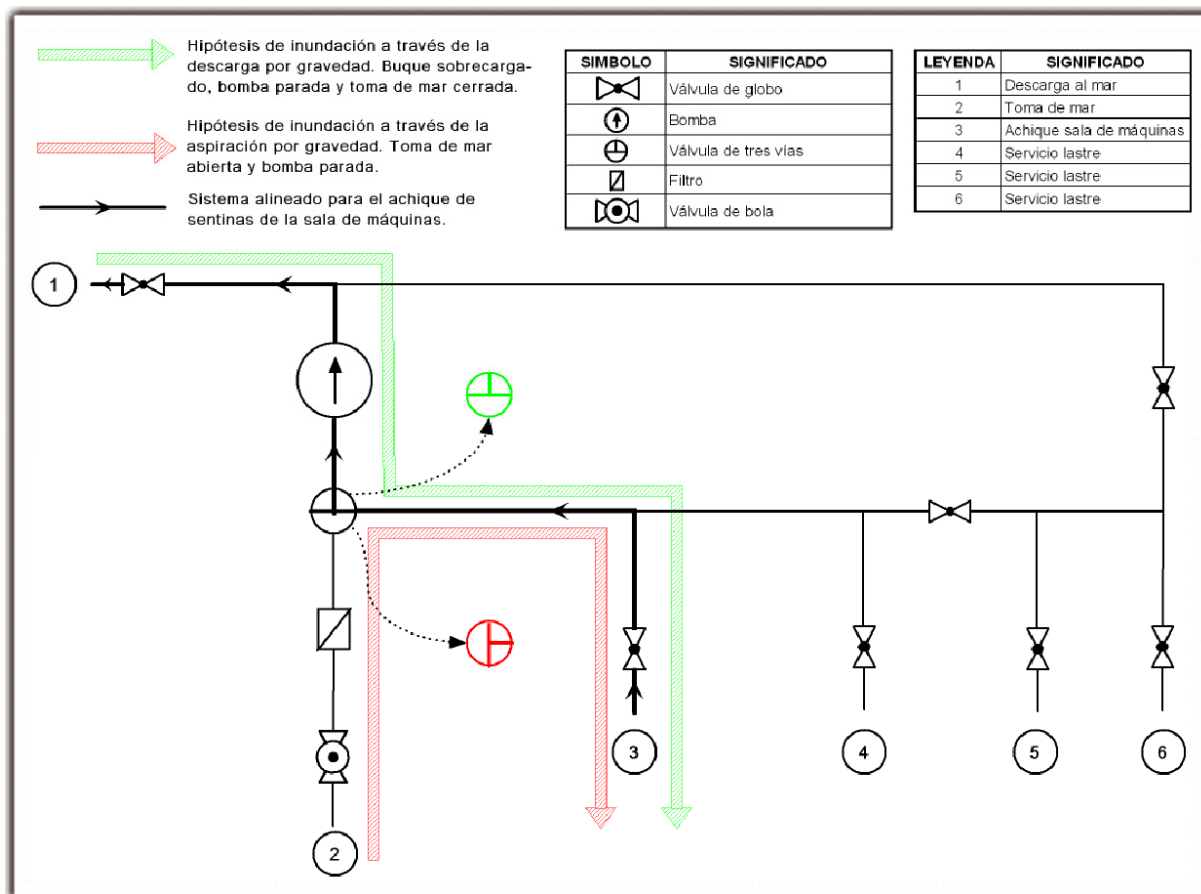 Hipótesis de inundación a través de la
descarga por gravedad. Buque sobrecarga-
do, bomba parada y toma de mar cerrada.
Hipótesis de inundación a través de la
aspiración por gravedad. Toma de mar
abierta y bomba parada.
Sistema alineado para el achique de
sentinas de la sala de máquinas.
SIMBOLO SIGNIFICADO
Válvula de globo
Bomba
Válvula de tres vías
Filtro
Válvula de bola
LEYENDA SIGNIFICADO
1 Descarga al mar
2 Toma de mar
3 Achique sala de máquinas
4 Servicio lastre
5 Servicio lastre
6 Servicio lastre
1
3
4
5
6
2